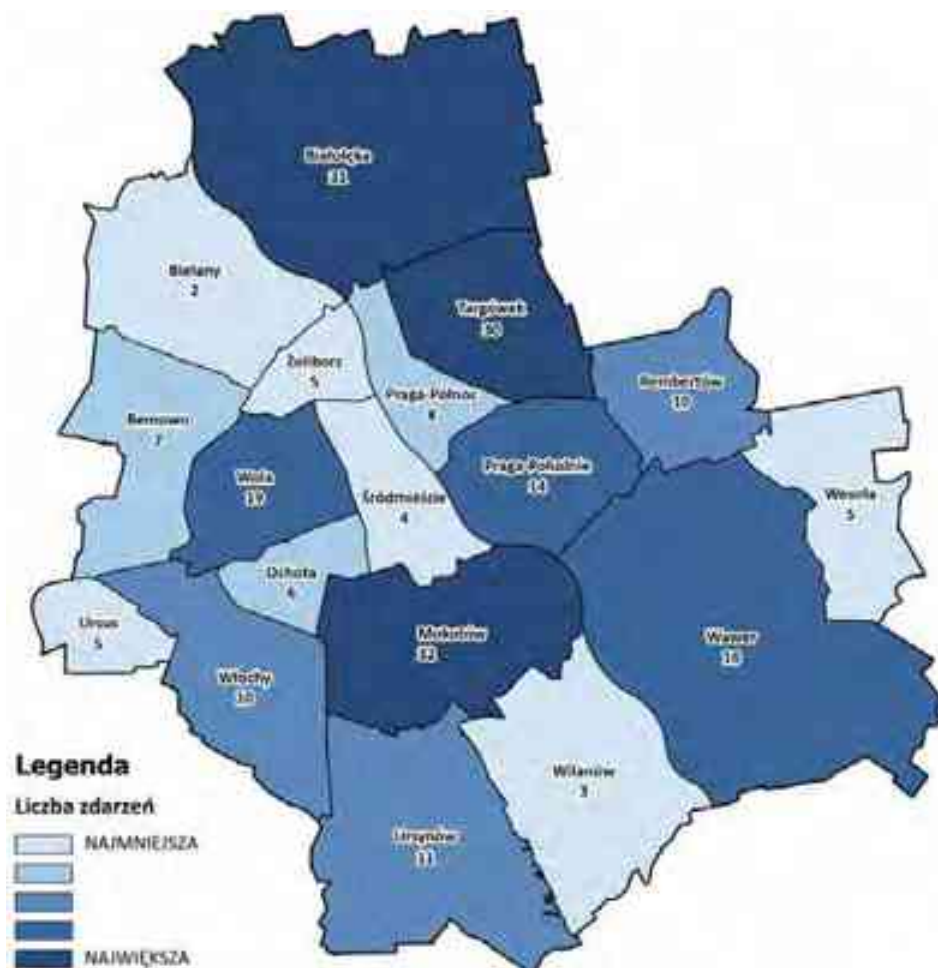 Białołęka
31
Bielany
2
Targówek
30
Żoliborz
5
Rembertów
10
Praga-Północ
8
Bemowo
7
Wola
19
Praga-Południe
14
Wesoła
5
Śródmieście
4
Ochota
6
Ursus
5
Mokotów
32
Wawer
16
Włochy
10
Wilanów
3
Ursynów
11
Legenda
Liczba zdarzeń
NAJMNIEJSZA
NAJWIĘKSZA